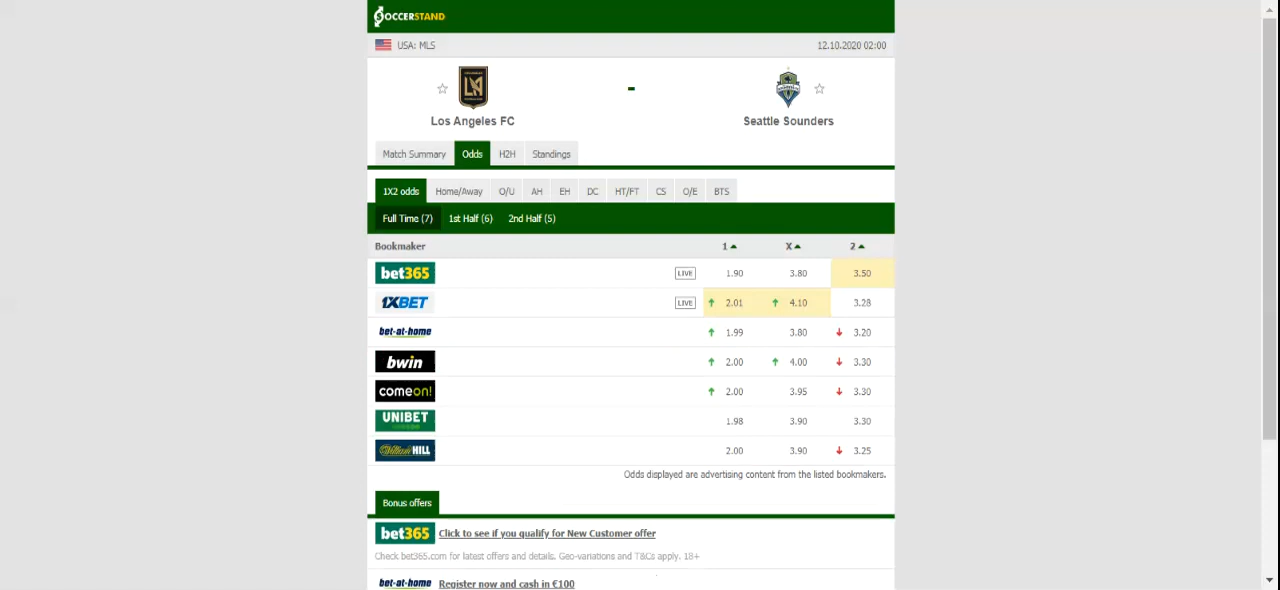 SOCCERSTAND
USA: MLS 12.10.2020 02:00
-
Los Angeles FC Seattle Sounders
Match Summary Odds H2H Standings
1X2 odds Home/Away O/U AH EH DC HT/FT CS O/E BTS
Full Time (7) 1st Half (6) 2nd Half (5)
Bookmaker 1 X 2
bet365 LIVE 1.90 3.80 3.50
1XBET LIVE 2.01 4.10 3.28
bet-at-home 1.99 3.80 3.20
bwin 2.00 4.00 3.30
comeon! 2.00 3.95 3.30
UNIBET 1.98 3.90 3.30
William HILL 2.00 3.90 3.25
Odds displayed are advertising content from the listed bookmakers.
Bonus offers
bet365 Click to see if you qualify for New Customer offer
Check bet365.com for latest offers and details. Geo-variations and T&Cs apply. 18+
bet-at-home Register now and cash in €100